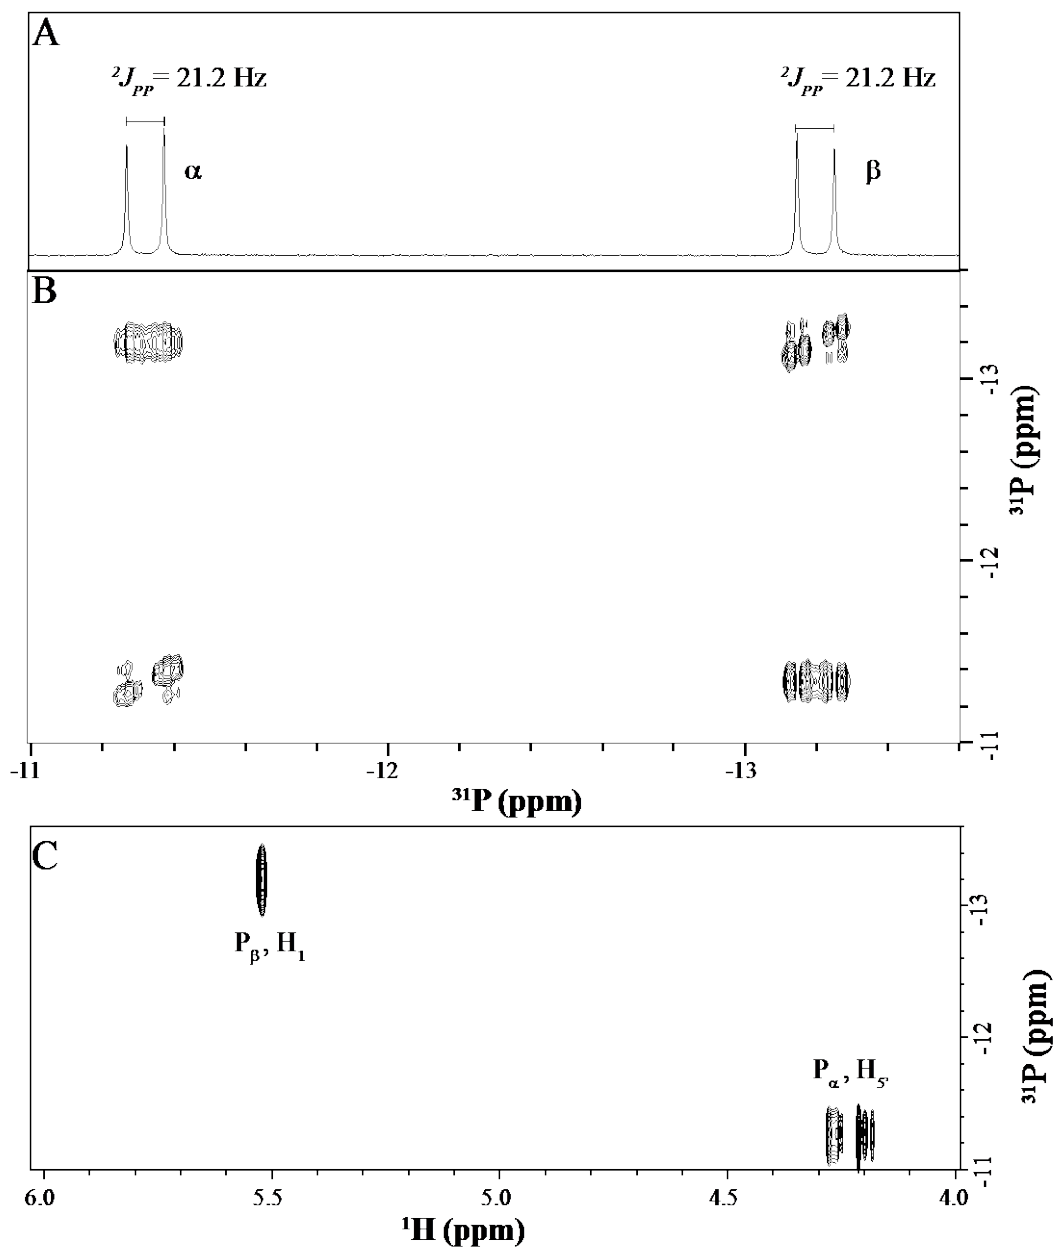 A
²J_PP = 21.2 Hz ²J_PP = 21.2 Hz
α β
B
-13
-12
-11
³¹P (ppm)
-11 -12 -13
³¹P (ppm)
C
P_β, H_1
P_α, H_5'
-13
-12
-11
³¹P (ppm)
6.0 5.5 5.0 4.5 4.0
¹H (ppm)